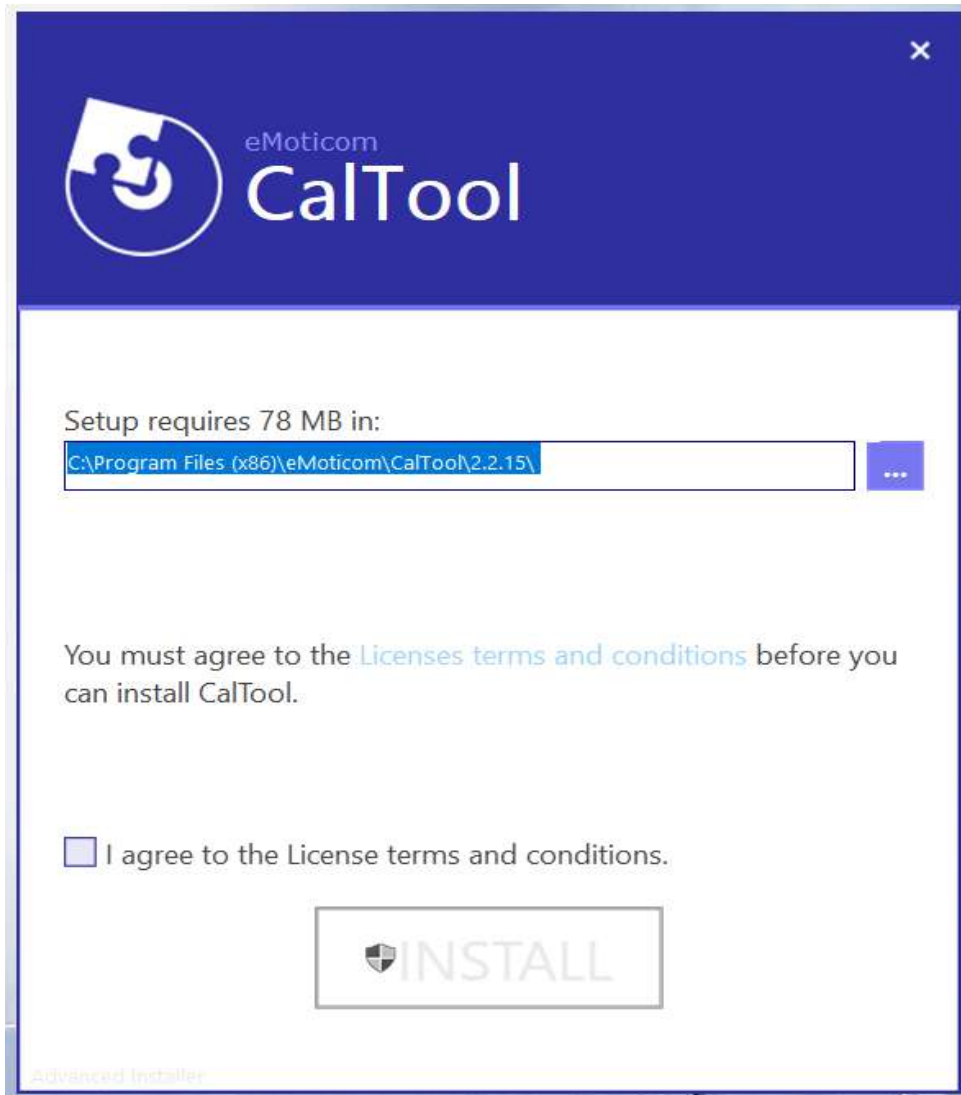 eMoticom
CalTool
Setup requires 78 MB in:
C:\Program Files (x86)\eMoticom\CalTool\2.2.15\
...
You must agree to the Licenses terms and conditions before you
can install CalTool.
I agree to the License terms and conditions.
INSTALL
Advanced Installer